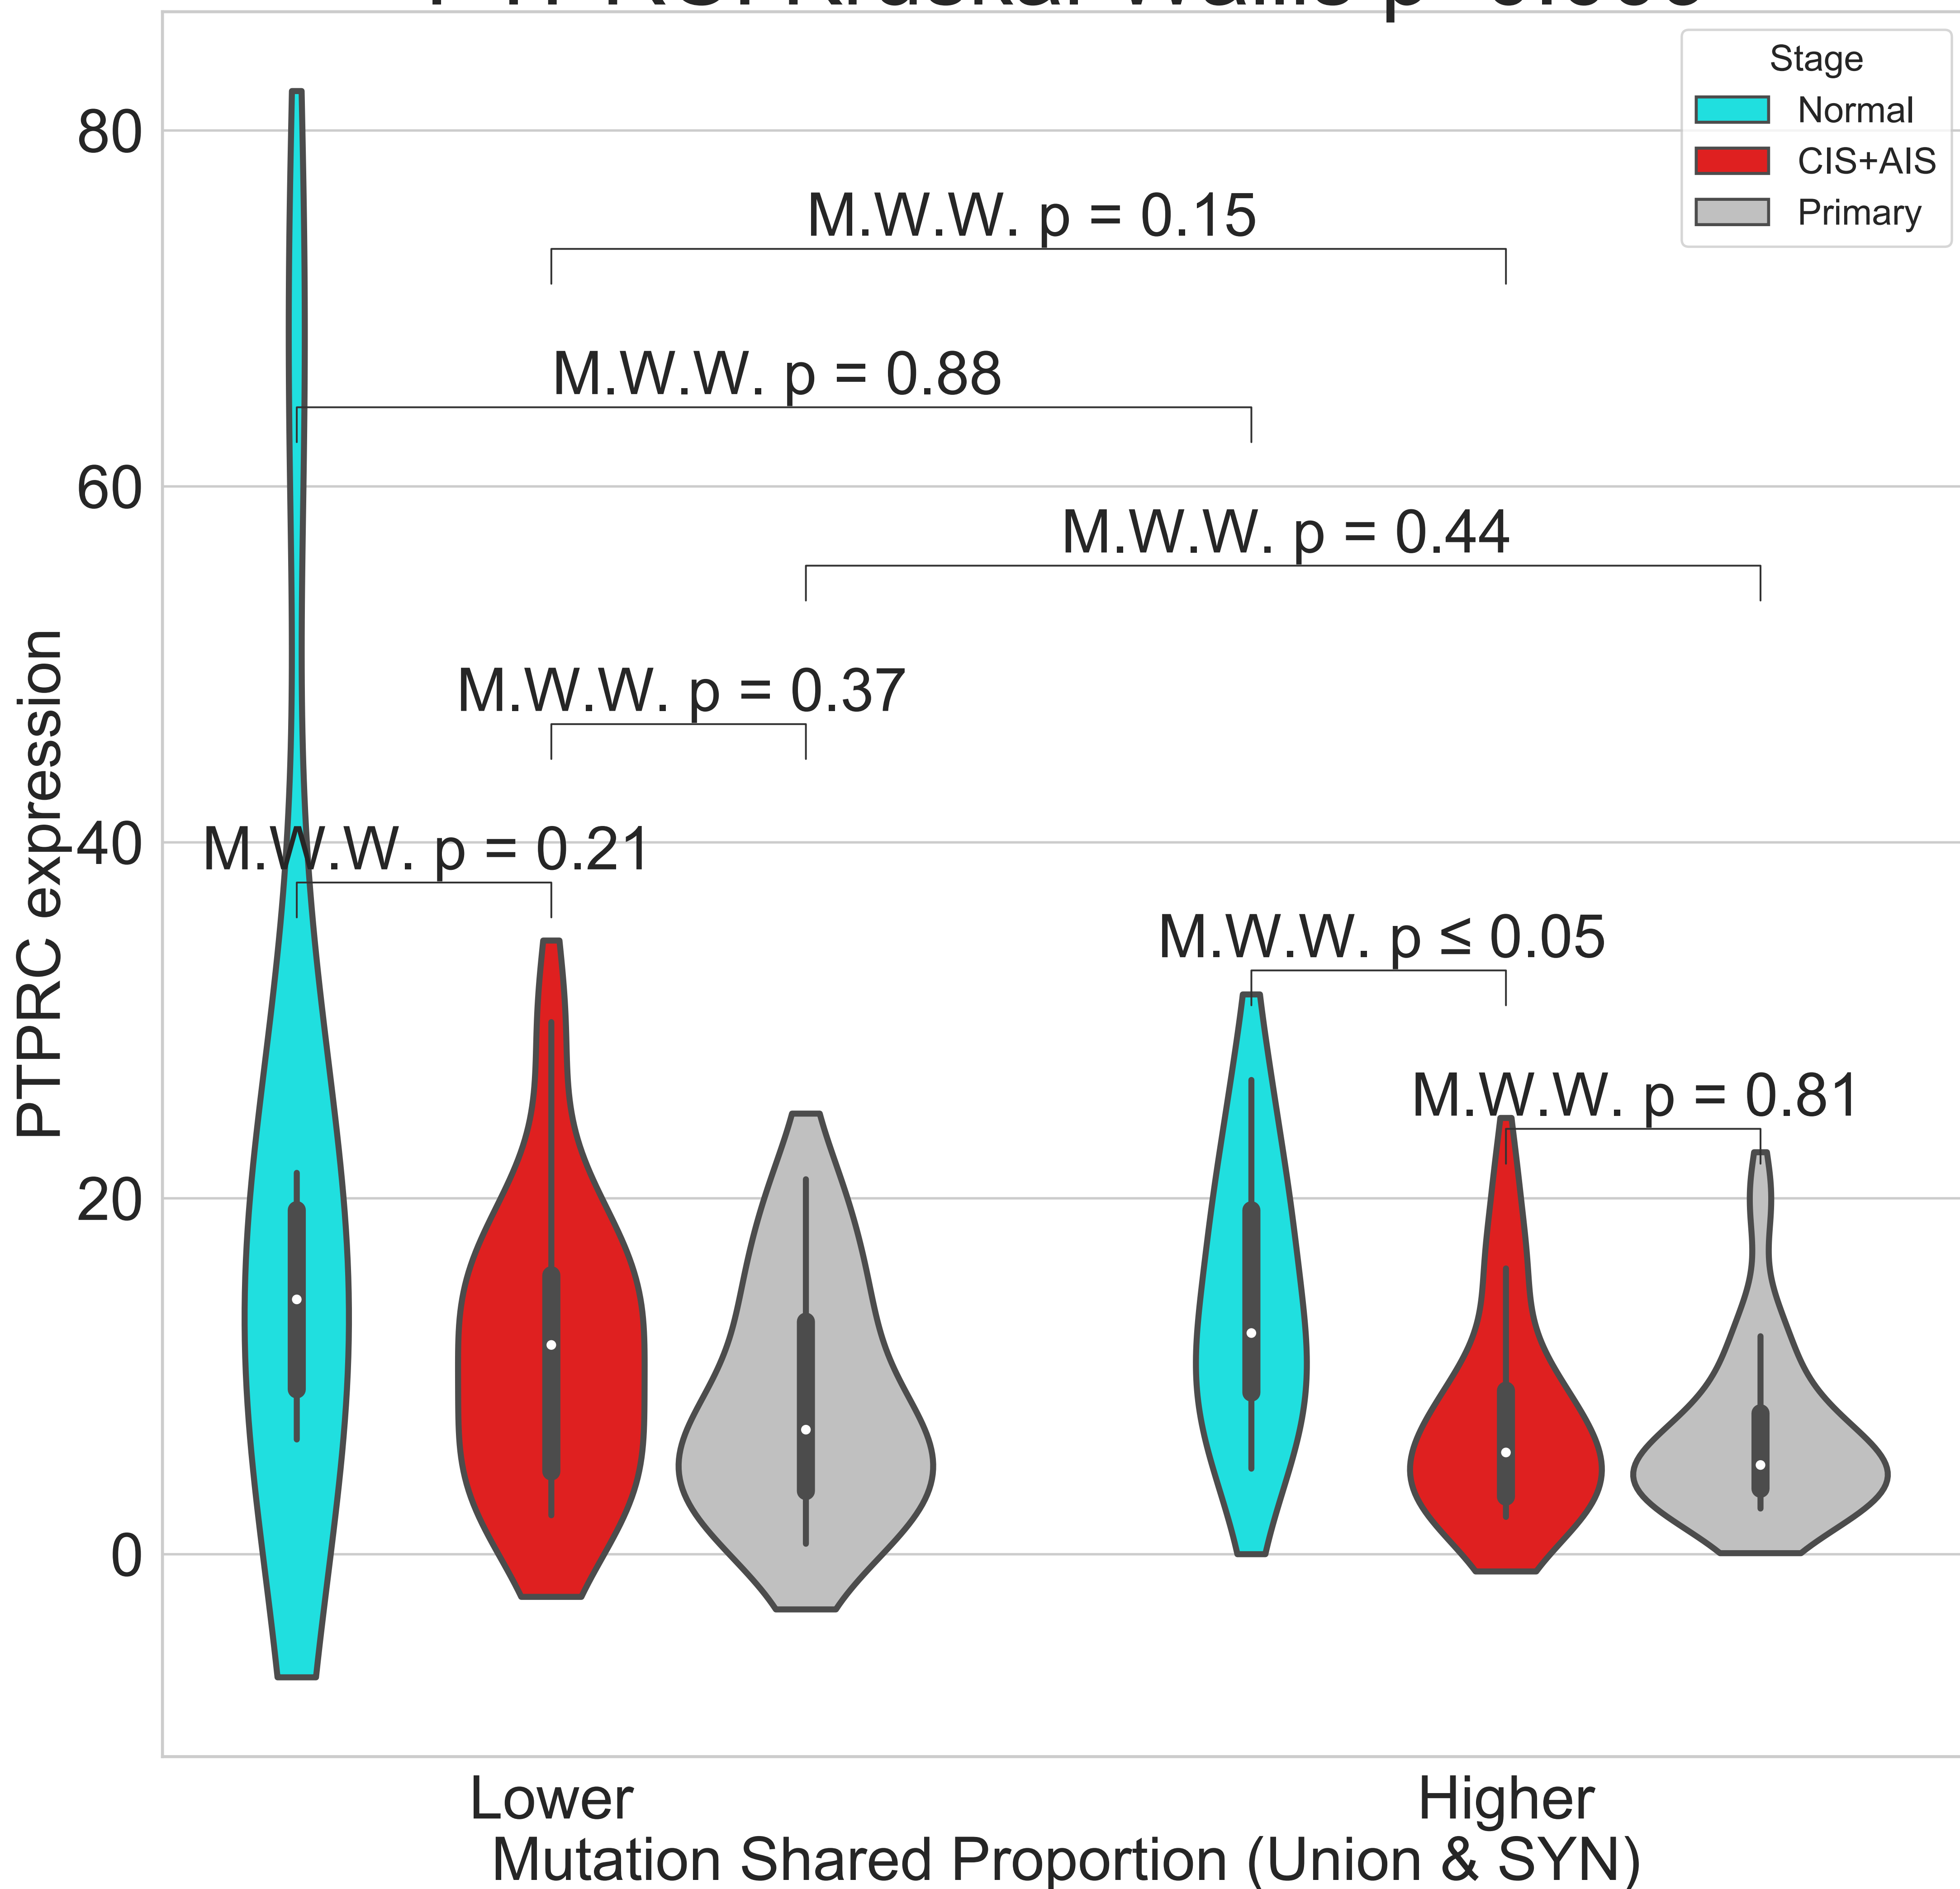 Stage
Normal
CIS+AIS
Primary
80
60
40
20
0
PTPRC expression
M.W.W. p = 0.15
M.W.W. p = 0.88
M.W.W. p = 0.44
M.W.W. p = 0.37
M.W.W. p = 0.21
M.W.W. p ≤ 0.05
M.W.W. p = 0.81
Lower
Higher
Mutation Shared Proportion (Union & SYN)